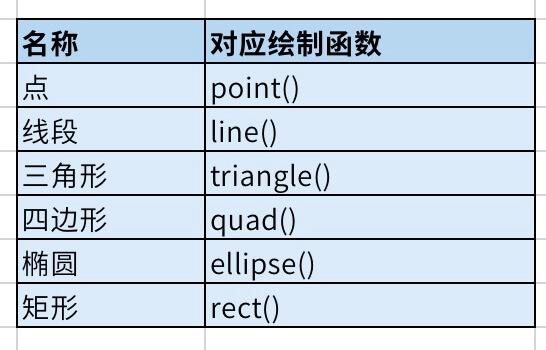 名称 对应绘制函数
点 point()
线段 line()
三角形 triangle()
四边形 quad()
椭圆 ellipse()
矩形 rect()